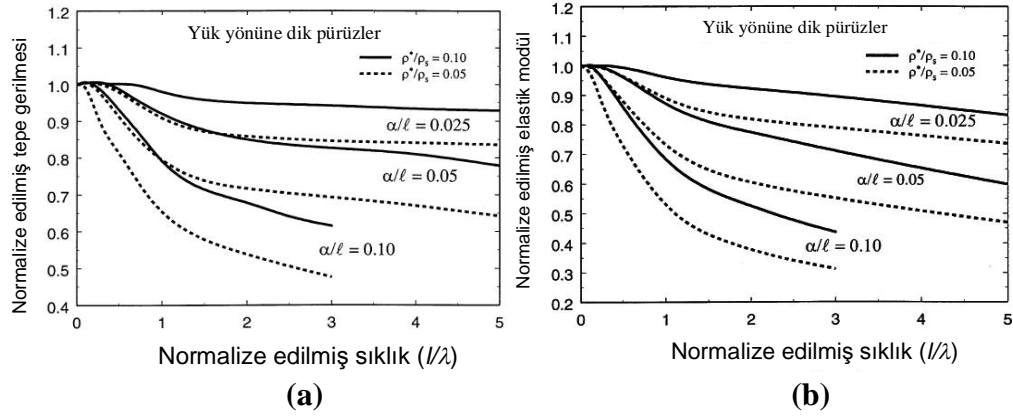 Yük yönüne dik pürüzler
ρ*/ρs = 0.10
ρ*/ρs = 0.05
Normalize edilmiş tepe gerilmesi
1.2
1.1
1.0
0.9
0.8
0.7
0.6
0.5
0.4
α/ℓ = 0.025
α/ℓ = 0.05
α/ℓ = 0.10
0 1 2 3 4 5
Normalize edilmiş sıklık (l/λ)
(a)
Yük yönüne dik pürüzler
ρ*/ρs = 0.10
ρ*/ρs = 0.05
Normalize edilmiş elastik modül
1.2
1.1
1.0
0.9
0.8
0.7
0.6
0.5
0.4
0.3
0.2
α/ℓ = 0.025
α/ℓ = 0.05
α/ℓ = 0.10
0 1 2 3 4 5
Normalize edilmiş sıklık (l/λ)
(b)